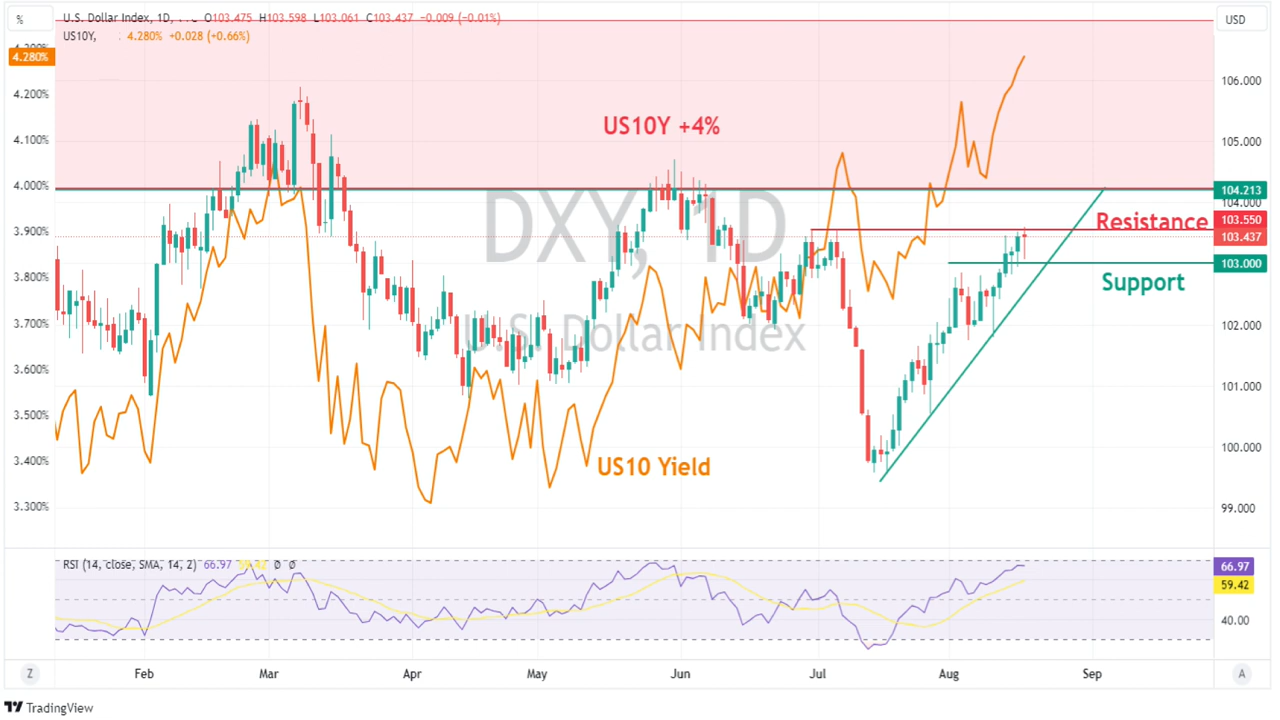 %
U.S. Dollar Index, 1D, O103.475 H103.598 L103.061 C103.437 −0.009 (−0.01%)
USD
US10Y, 4.280% +0.028 (+0.66%)
4.280%
4.200%
4.100%
4.000%
3.900%
3.800%
3.700%
3.600%
3.500%
3.400%
3.300%
US10Y +4%
DXY, 1D
U.S. Dollar Index
US10 Yield
Resistance
Support
106.000
105.000
104.213
104.000
103.550
103.437
103.000
102.000
101.000
100.000
99.000
RSI (14, close, SMA, 14, 2) 66.97 59.42 Ø Ø
66.97
59.42
40.00
Z
Feb
Mar
Apr
May
Jun
Jul
Aug
Sep
A
TradingView